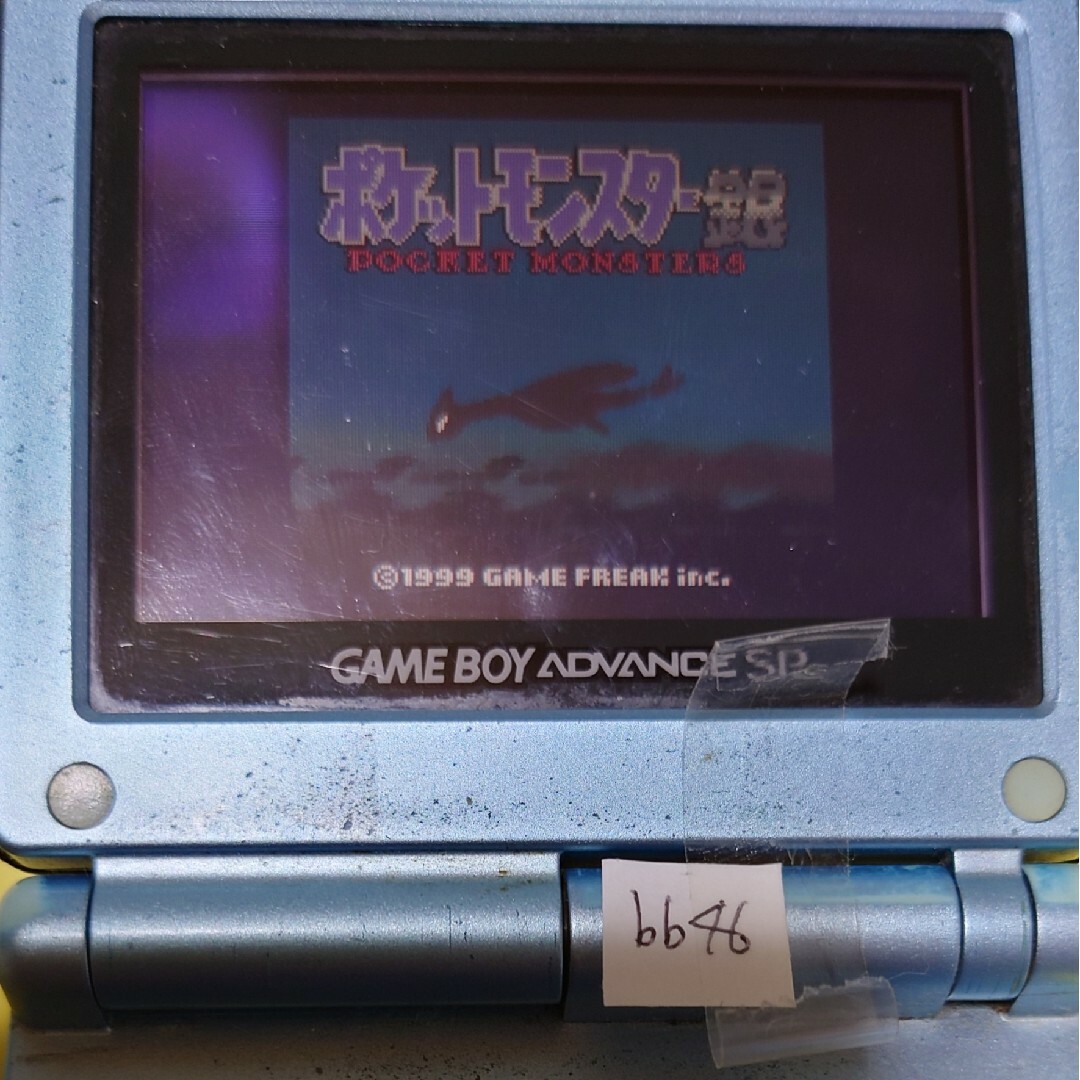 ポケットモンスター銀
POCKET MONSTERS
©1999 GAME FREAK inc.
GAME BOY ADVANCE SP
bb46